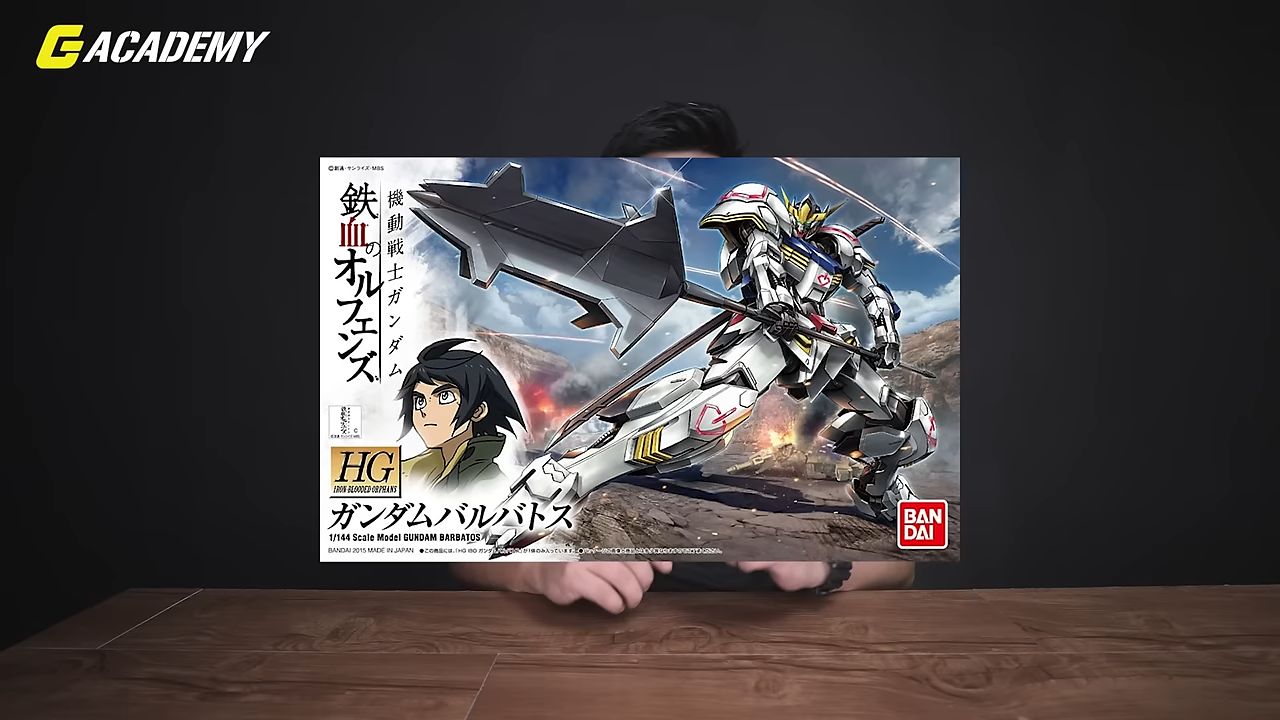 G ACADEMY
©創通・サンライズ・MBS
機動戦士ガンダム
鉄血のオルフェンズ
HG
IRON-BLOODED ORPHANS
ガンダムバルバトス
1/144 Scale Model GUNDAM BARBATOS
BANDAI 2015 MADE IN JAPAN
BAN
DAI